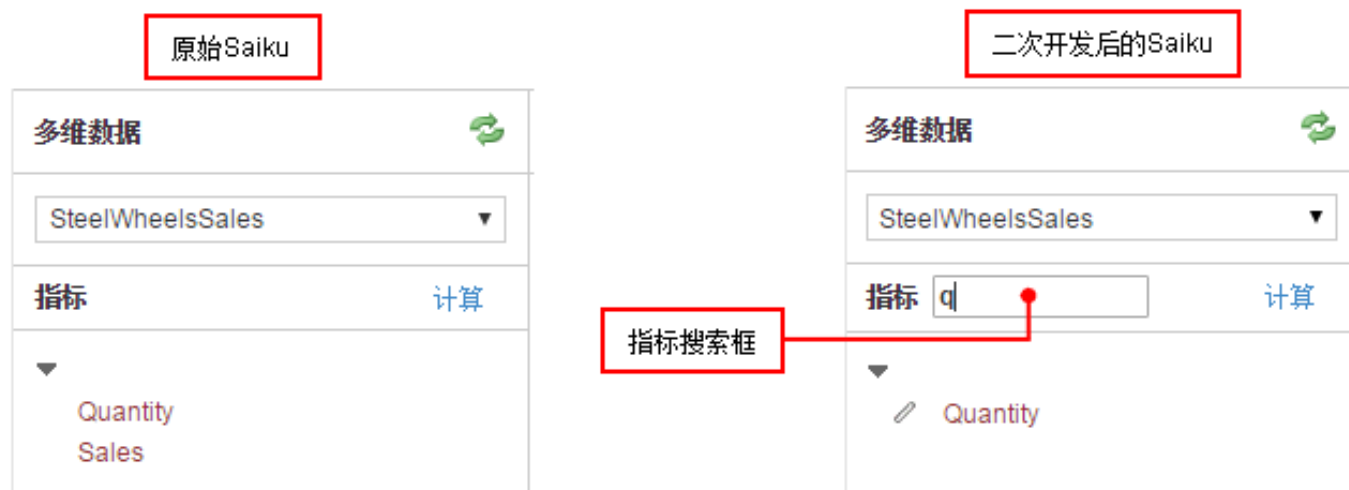 原始Saiku
多维数据
SteelWheelsSales
指标 计算
Quantity
Sales
二次开发后的Saiku
多维数据
SteelWheelsSales
指标 q 计算
指标搜索框
Quantity